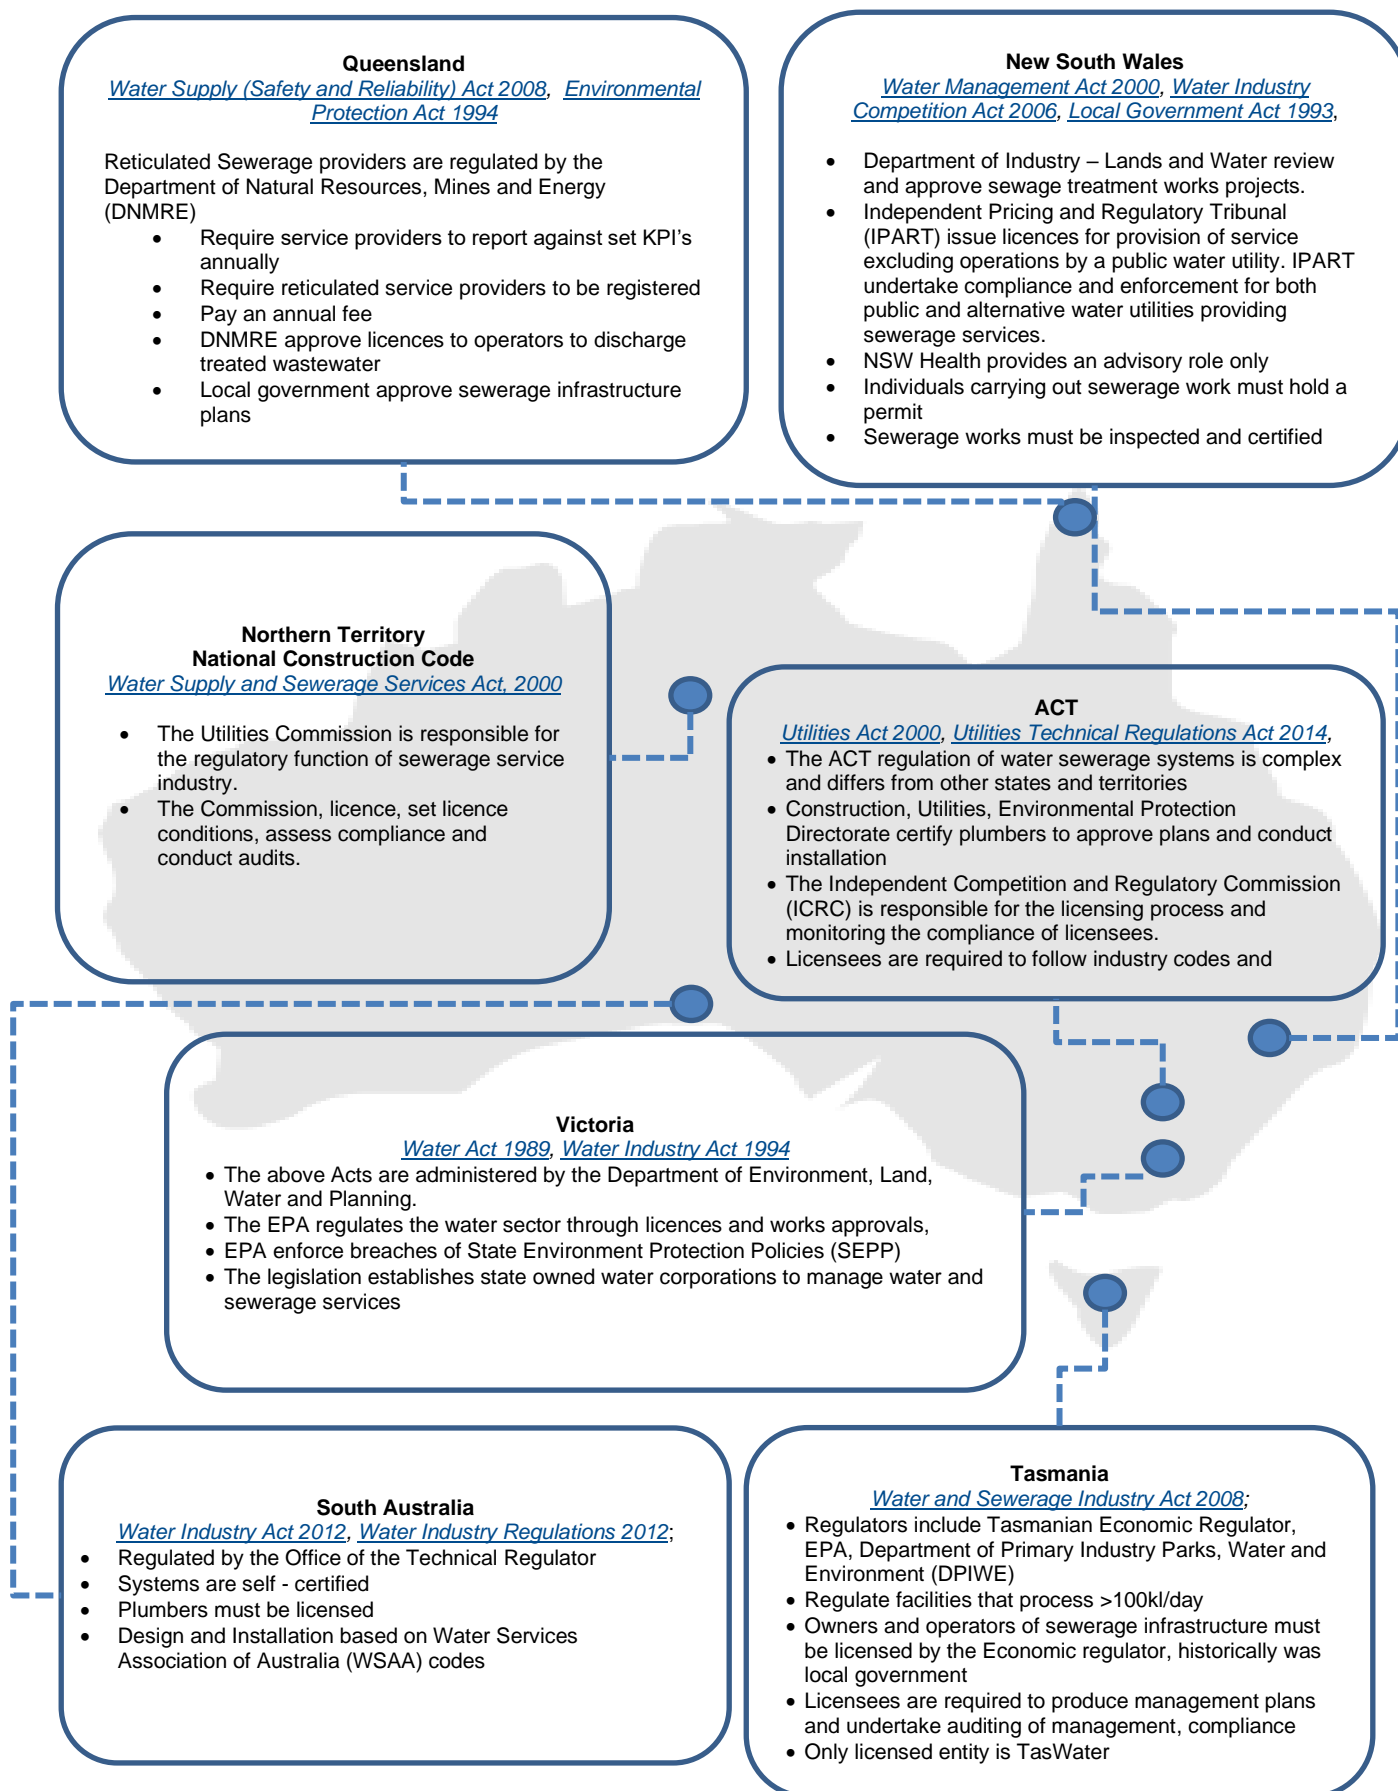 Queensland
Water Supply (Safety and Reliability) Act 2008, Environmental
Protection Act 1994
Reticulated Sewerage providers are regulated by the
Department of Natural Resources, Mines and Energy
(DNMRE)
• Require service providers to report against set KPI's
annually
• Require reticulated service providers to be registered
• Pay an annual fee
• DNMRE approve licences to operators to discharge
treated wastewater
• Local government approve sewerage infrastructure
plans
New South Wales
Water Management Act 2000, Water Industry
Competition Act 2006, Local Government Act 1993,
• Department of Industry – Lands and Water review
and approve sewage treatment works projects.
• Independent Pricing and Regulatory Tribunal
(IPART) issue licences for provision of service
excluding operations by a public water utility. IPART
undertake compliance and enforcement for both
public and alternative water utilities providing
sewerage services.
• NSW Health provides an advisory role only
• Individuals carrying out sewerage work must hold a
permit
• Sewerage works must be inspected and certified
Northern Territory
National Construction Code
Water Supply and Sewerage Services Act, 2000
• The Utilities Commission is responsible for
the regulatory function of sewerage service
industry.
• The Commission, licence, set licence
conditions, assess compliance and
conduct audits.
ACT
Utilities Act 2000, Utilities Technical Regulations Act 2014,
• The ACT regulation of water sewerage systems is complex
and differs from other states and territories
• Construction, Utilities, Environmental Protection
Directorate certify plumbers to approve plans and conduct
installation
• The Independent Competition and Regulatory Commission
(ICRC) is responsible for the licensing process and
monitoring the compliance of licensees.
• Licensees are required to follow industry codes and
Victoria
Water Act 1989, Water Industry Act 1994
• The above Acts are administered by the Department of Environment, Land,
Water and Planning.
• The EPA regulates the water sector through licences and works approvals,
• EPA enforce breaches of State Environment Protection Policies (SEPP)
• The legislation establishes state owned water corporations to manage water and
sewerage services
South Australia
Water Industry Act 2012, Water Industry Regulations 2012;
• Regulated by the Office of the Technical Regulator
• Systems are self - certified
• Plumbers must be licensed
• Design and Installation based on Water Services
Association of Australia (WSAA) codes
Tasmania
Water and Sewerage Industry Act 2008;
• Regulators include Tasmanian Economic Regulator,
EPA, Department of Primary Industry Parks, Water and
Environment (DPIWE)
• Regulate facilities that process >100kl/day
• Owners and operators of sewerage infrastructure must
be licensed by the Economic regulator, historically was
local government
• Licensees are required to produce management plans
and undertake auditing of management, compliance
• Only licensed entity is TasWater